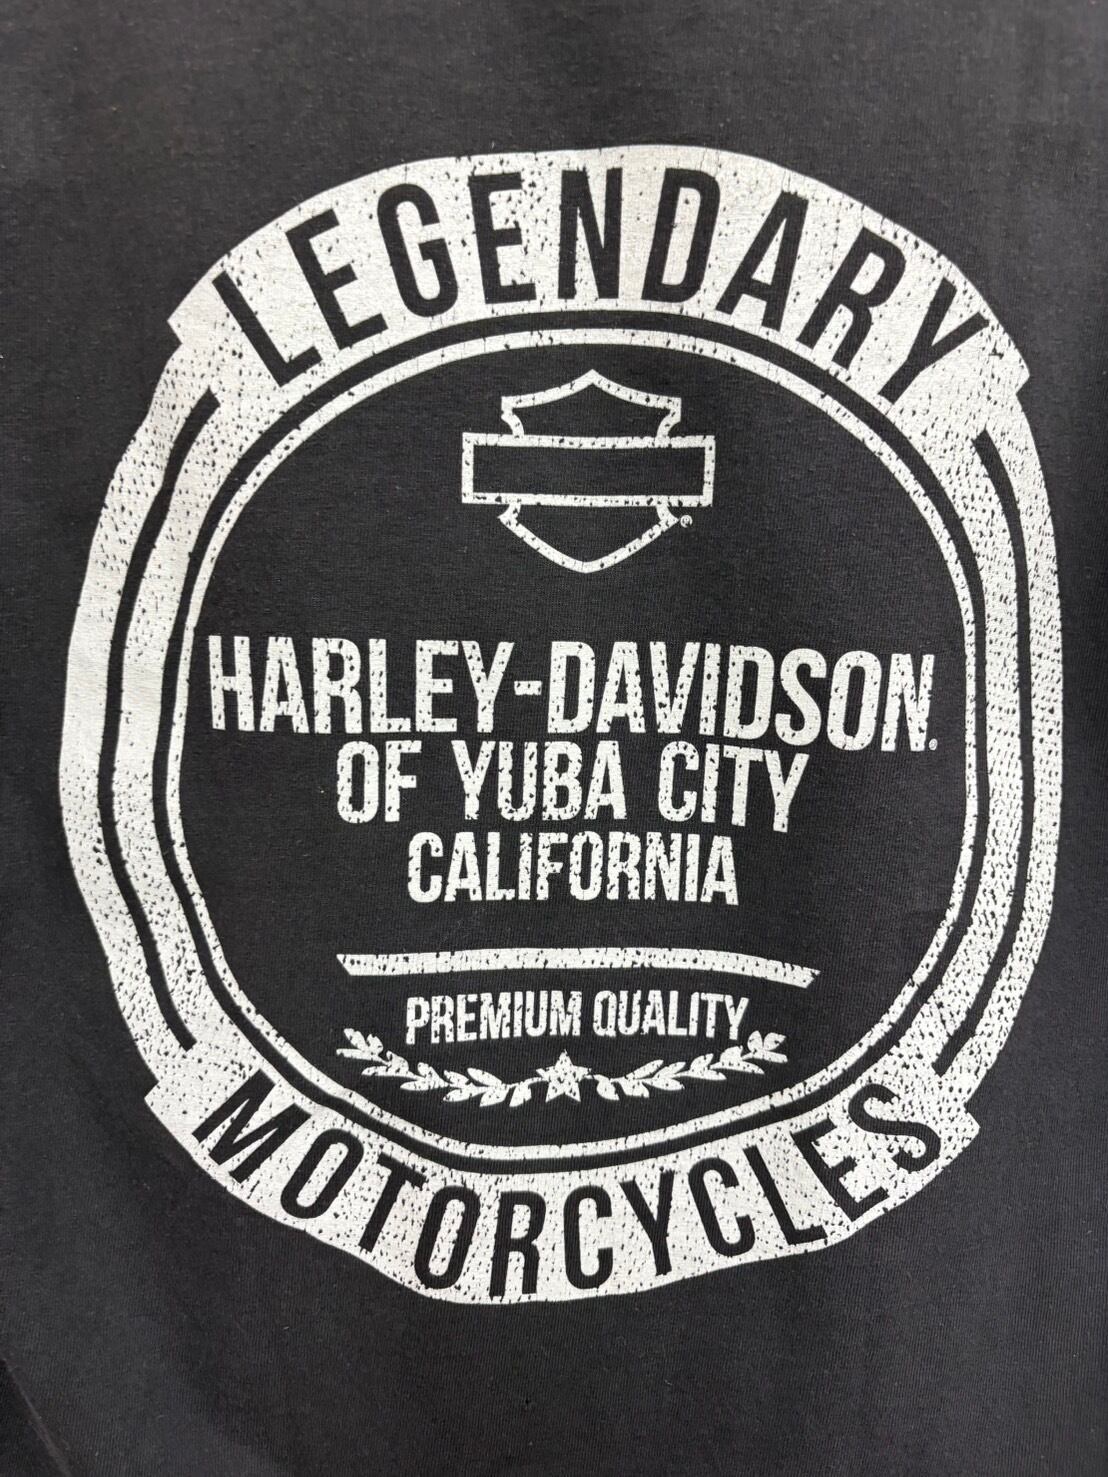 LEGENDARY
HARLEY-DAVIDSON®
OF YUBA CITY
CALIFORNIA
PREMIUM QUALITY
MOTORCYCLES